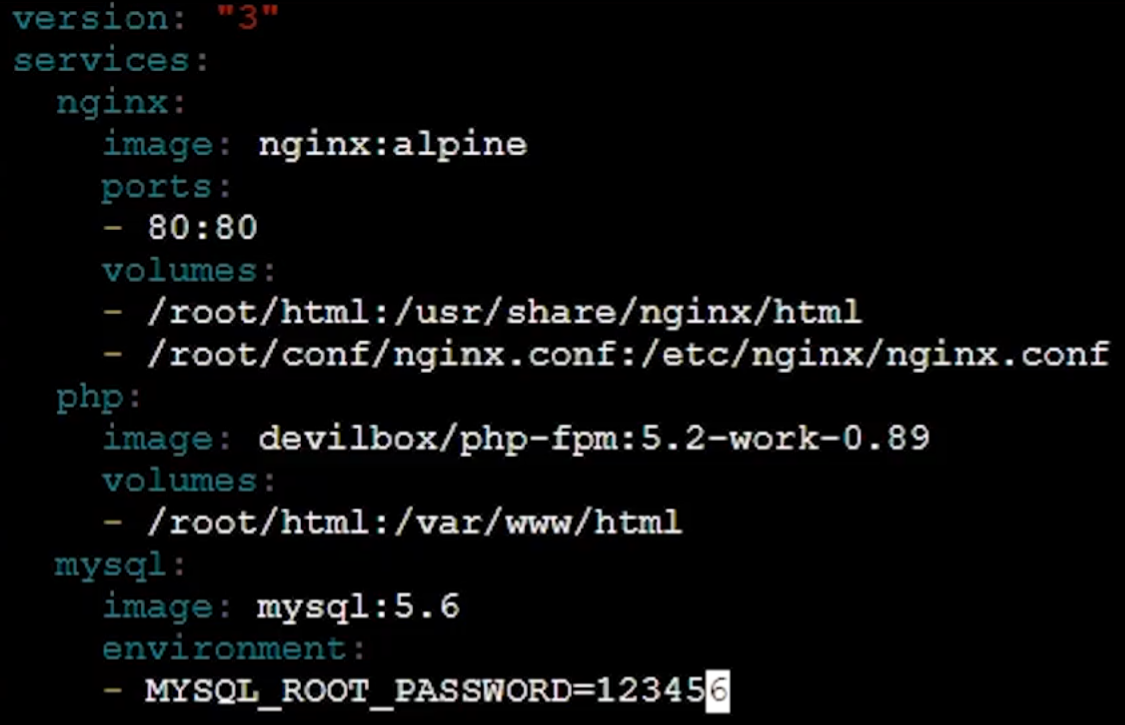 version: "3"
services:
  nginx:
    image: nginx:alpine
    ports:
    - 80:80
    volumes:
    - /root/html:/usr/share/nginx/html
    - /root/conf/nginx.conf:/etc/nginx/nginx.conf
  php:
    image: devilbox/php-fpm:5.2-work-0.89
    volumes:
    - /root/html:/var/www/html
  mysql:
    image: mysql:5.6
    environment:
    - MYSQL_ROOT_PASSWORD=123456